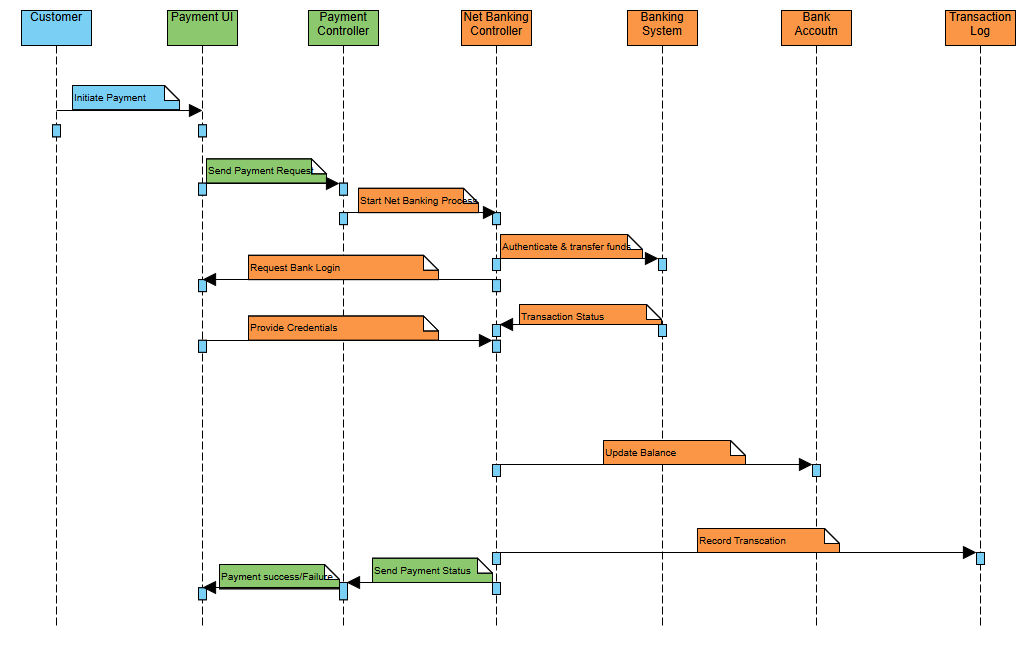 Customer
Payment UI
Payment
Controller
Net Banking
Controller
Banking
System
Bank
Accoutn
Transaction
Log
Initiate Payment
Send Payment Request
Start Net Banking Process
Authenticate & transfer funds
Request Bank Login
Transaction Status
Provide Credentials
Update Balance
Record Transcation
Send Payment Status
Payment success/Failure